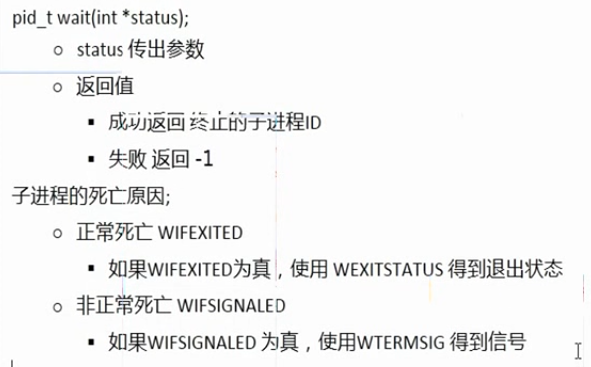 pid_t wait(int *status);
○ status 传出参数
○ 返回值
▪ 成功返回 终止的子进程ID
▪ 失败 返回 -1
子进程的死亡原因;
○ 正常死亡 WIFEXITED
▪ 如果WIFEXITED为真，使用 WEXITSTATUS 得到退出状态
○ 非正常死亡 WIFSIGNALED
▪ 如果WIFSIGNALED 为真，使用WTERMSIG 得到信号